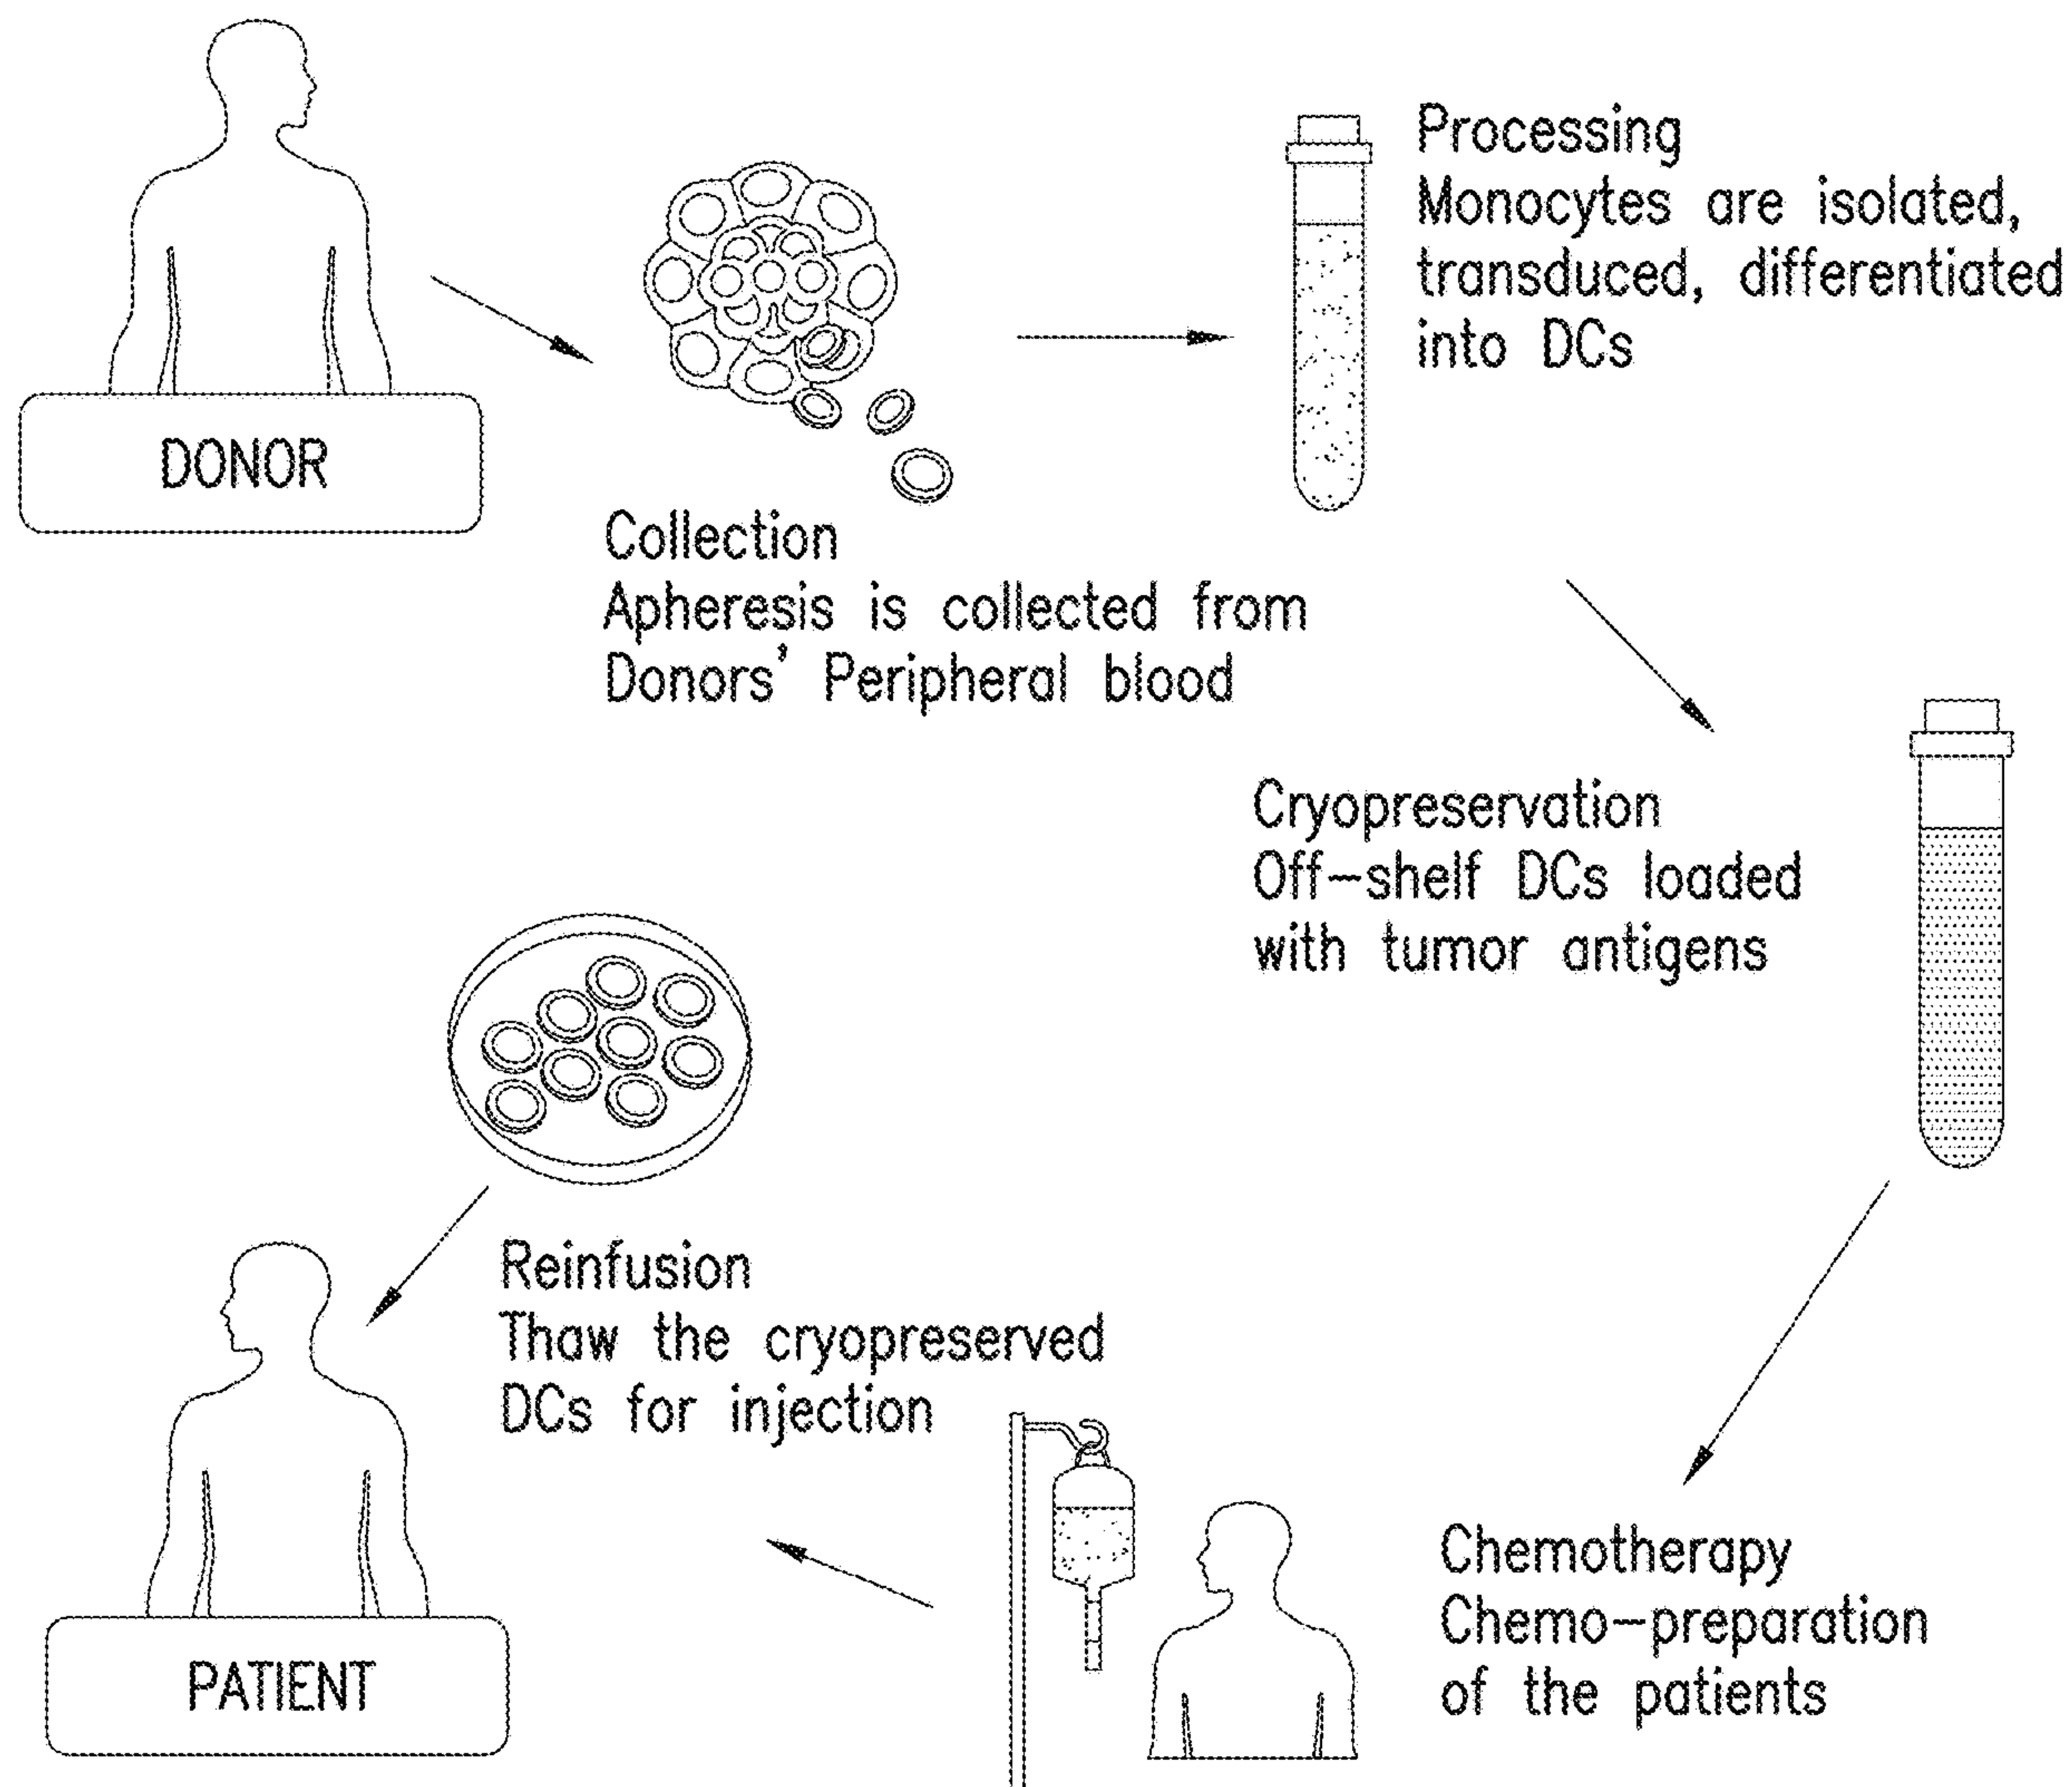 DONOR
Collection
Apheresis is collected from
Donors' Peripheral blood
Processing
Monocytes are isolated,
transduced, differentiated
into DCs
Cryopreservation
Off-shelf DCs loaded
with tumor antigens
Chemotherapy
Chemo-preparation
of the patients
Reinfusion
Thaw the cryopreserved
DCs for injection
PATIENT